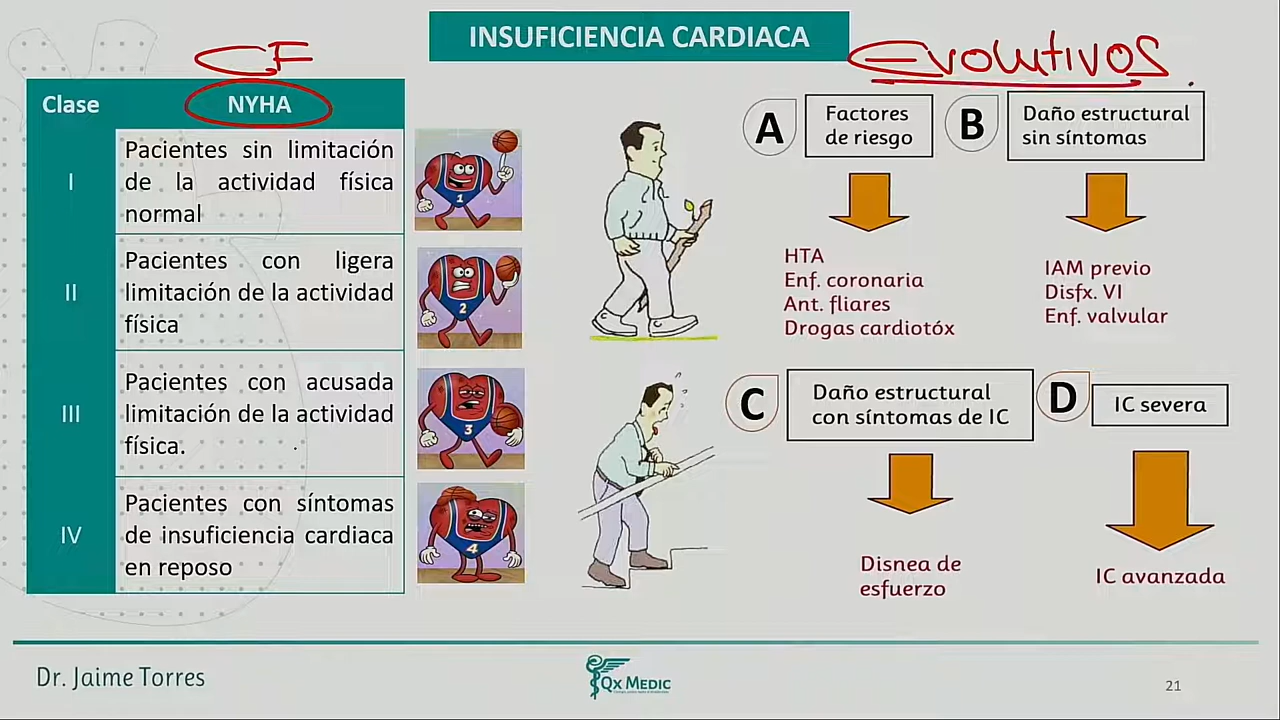 INSUFICIENCIA CARDIACA
CF
Evolutivos
Clase
NYHA
I
Pacientes sin limitación
de la actividad física
normal
II
Pacientes con ligera
limitación de la actividad
física
III
Pacientes con acusada
limitación de la actividad
física.
IV
Pacientes con síntomas
de insuficiencia cardiaca
en reposo
1
2
3
4
A
Factores
de riesgo
HTA
Enf. coronaria
Ant. fliares
Drogas cardiotóx
B
Daño estructural
sin síntomas
IAM previo
Disfx. VI
Enf. valvular
C
Daño estructural
con síntomas de IC
Disnea de
esfuerzo
D
IC severa
IC avanzada
Dr. Jaime Torres
QX MEDIC
21